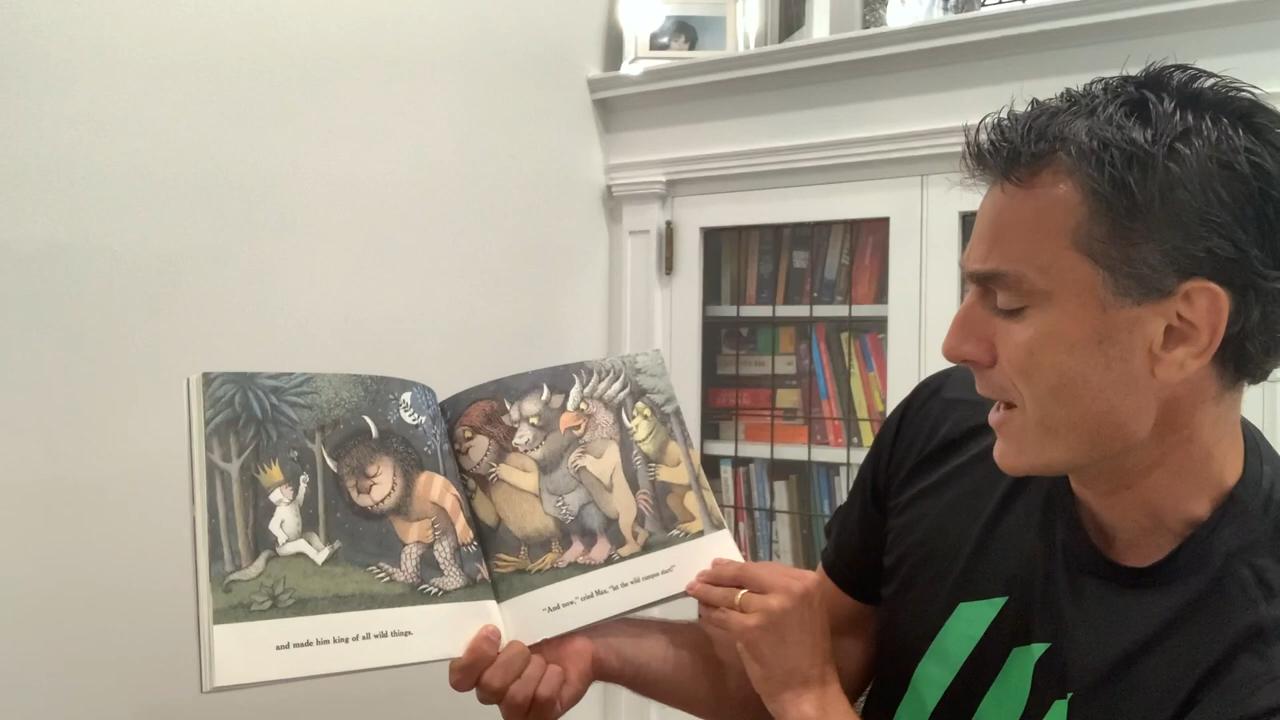 and made him king of all wild things.
"And now," cried Max, "let the wild rumpus start!"